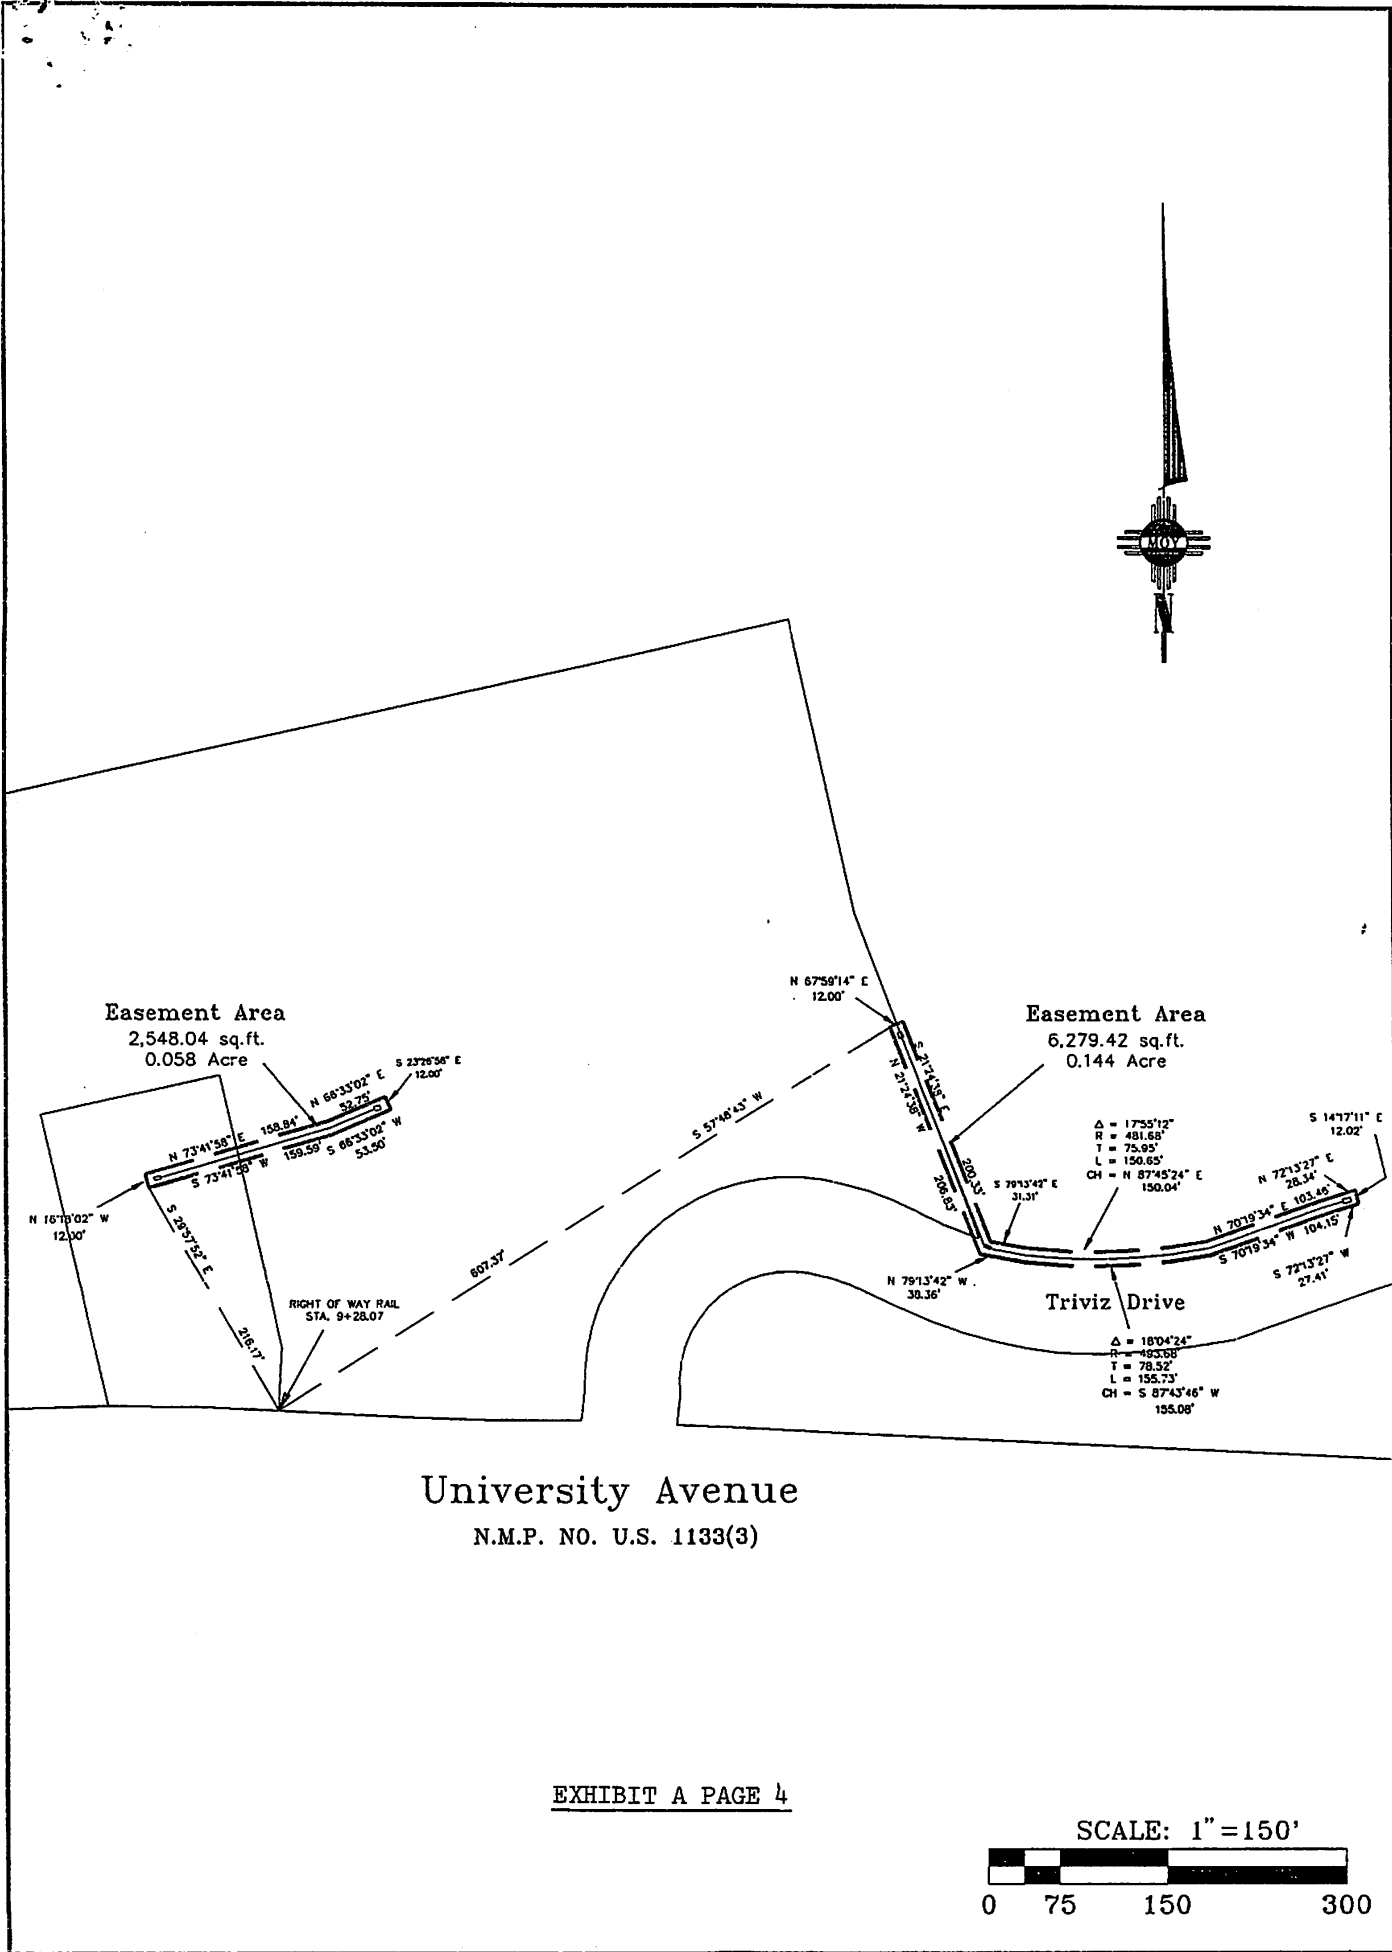 MOY
N
N 67°59'14" E
12.00'
Easement Area
2,548.04 sq.ft.
0.058 Acre
Easement Area
6,279.42 sq.ft.
0.144 Acre
S 23°26'58" E
12.00'
N 66°33'02" E
52.75'
N 73°41'58" E
158.84'
S 73°41'58" W
159.59'
S 66°33'02" W
53.50'
N 16°18'02" W
S 29°57'52" E
216.17'
S 57°48'43" W
607.37'
RIGHT OF WAY RAIL
STA. 9+28.07
S 21°24'38" E
200.33'
N 21°24'38" W
206.83'
S 79°13'42" E
31.31'
N 79°13'42" W
38.36'
Δ = 17°55'12"
R = 481.68'
T = 75.95'
L = 150.65'
CH = N 87°45'24" E
150.04'
S 14°17'11" E
12.02'
N 72°13'27" E
28.34'
N 70°19'34" E
103.46'
S 70°19'34" W
104.15'
S 72°13'27" W
27.41'
Triviz Drive
Δ = 18°04'24"
R = 493.68'
T = 78.52'
L = 155.73'
CH = S 87°43'46" W
155.08'
University Avenue
N.M.P. NO. U.S. 1133(3)
EXHIBIT A PAGE 4
SCALE: 1"=150'
0 75 150 300